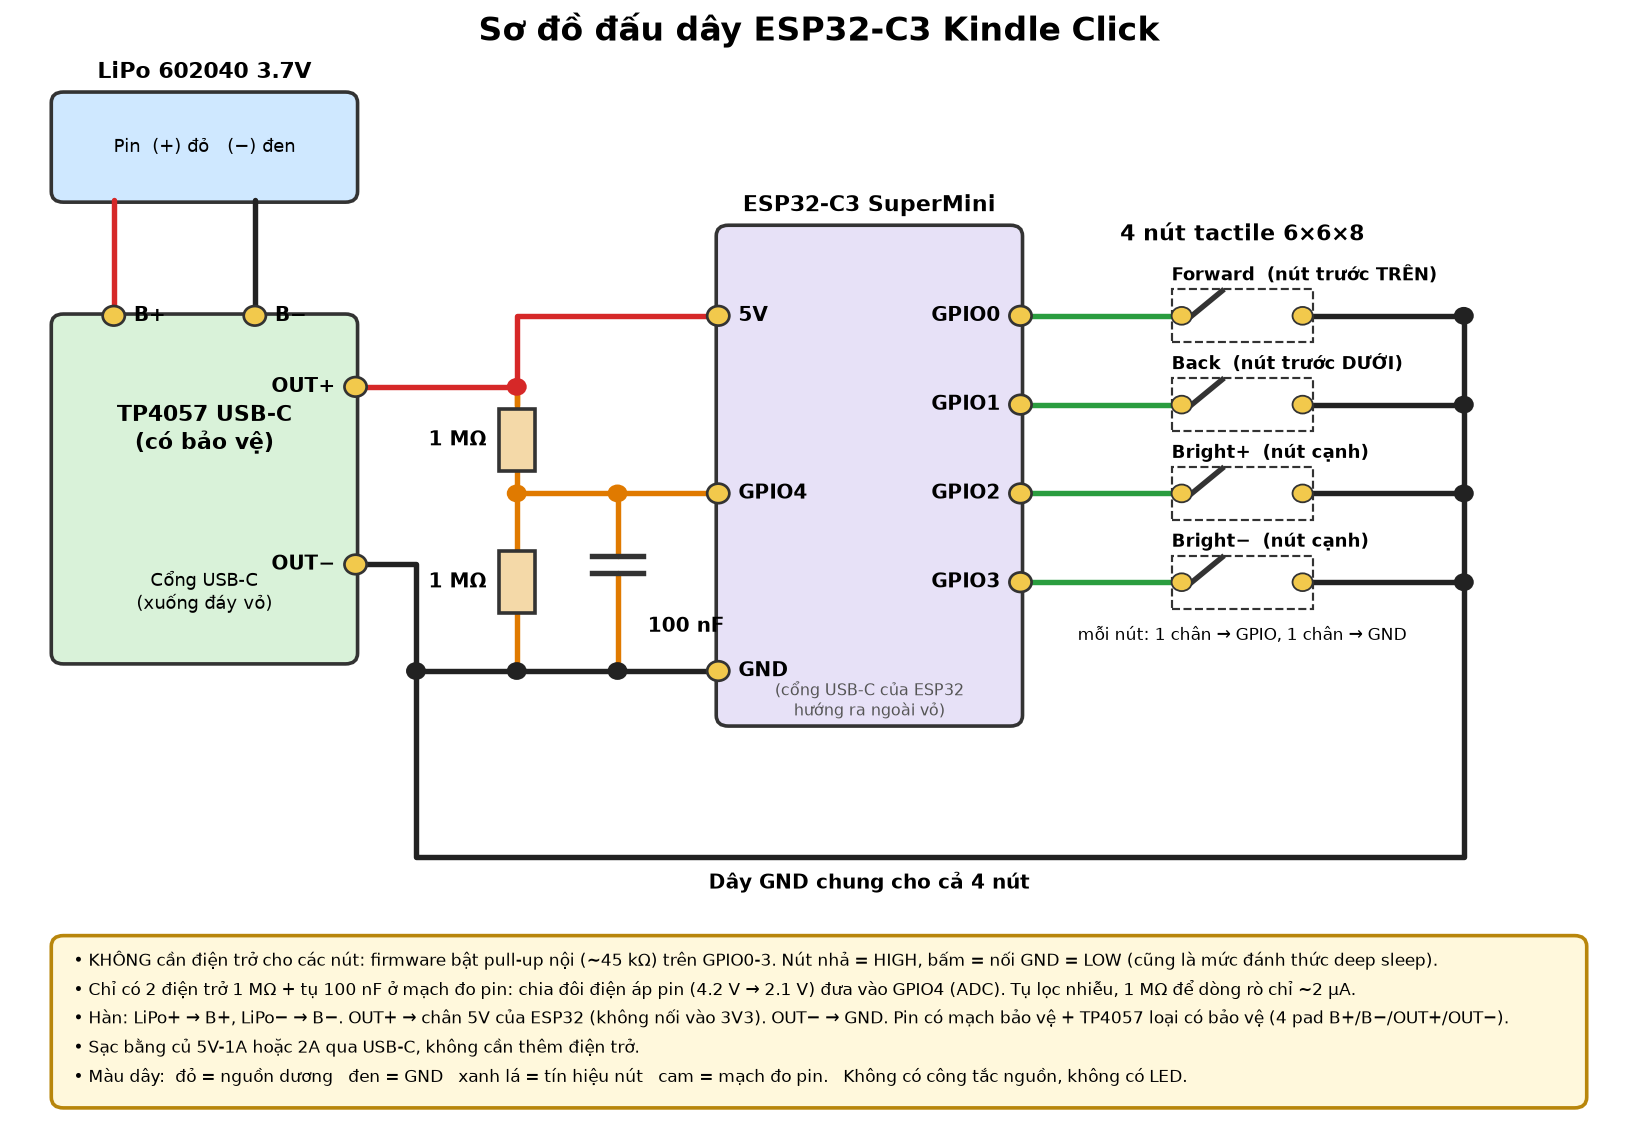 Sơ đồ đấu dây ESP32-C3 Kindle Click
LiPo 602040 3.7V
Pin (+) đỏ (−) đen
B+
B−
OUT+
TP4057 USB-C
(có bảo vệ)
OUT−
Cổng USB-C
(xuống đáy vỏ)
1 MΩ
1 MΩ
100 nF
ESP32-C3 SuperMini
5V
GPIO4
GND
GPIO0
GPIO1
GPIO2
GPIO3
(cổng USB-C của ESP32
hướng ra ngoài vỏ)
4 nút tactile 6×6×8
Forward (nút trước TRÊN)
Back (nút trước DƯỚI)
Bright+ (nút cạnh)
Bright− (nút cạnh)
mỗi nút: 1 chân → GPIO, 1 chân → GND
Dây GND chung cho cả 4 nút
• KHÔNG cần điện trở cho các nút: firmware bật pull-up nội (~45 kΩ) trên GPIO0-3. Nút nhả = HIGH, bấm = nối GND = LOW (cũng là mức đánh thức deep sleep).
• Chỉ có 2 điện trở 1 MΩ + tụ 100 nF ở mạch đo pin: chia đôi điện áp pin (4.2 V → 2.1 V) đưa vào GPIO4 (ADC). Tụ lọc nhiễu, 1 MΩ để dòng rò chỉ ~2 µA.
• Hàn: LiPo+ → B+, LiPo− → B−. OUT+ → chân 5V của ESP32 (không nối vào 3V3). OUT− → GND. Pin có mạch bảo vệ + TP4057 loại có bảo vệ (4 pad B+/B−/OUT+/OUT−).
• Sạc bằng củ 5V-1A hoặc 2A qua USB-C, không cần thêm điện trở.
• Màu dây: đỏ = nguồn dương đen = GND xanh lá = tín hiệu nút cam = mạch đo pin. Không có công tắc nguồn, không có LED.